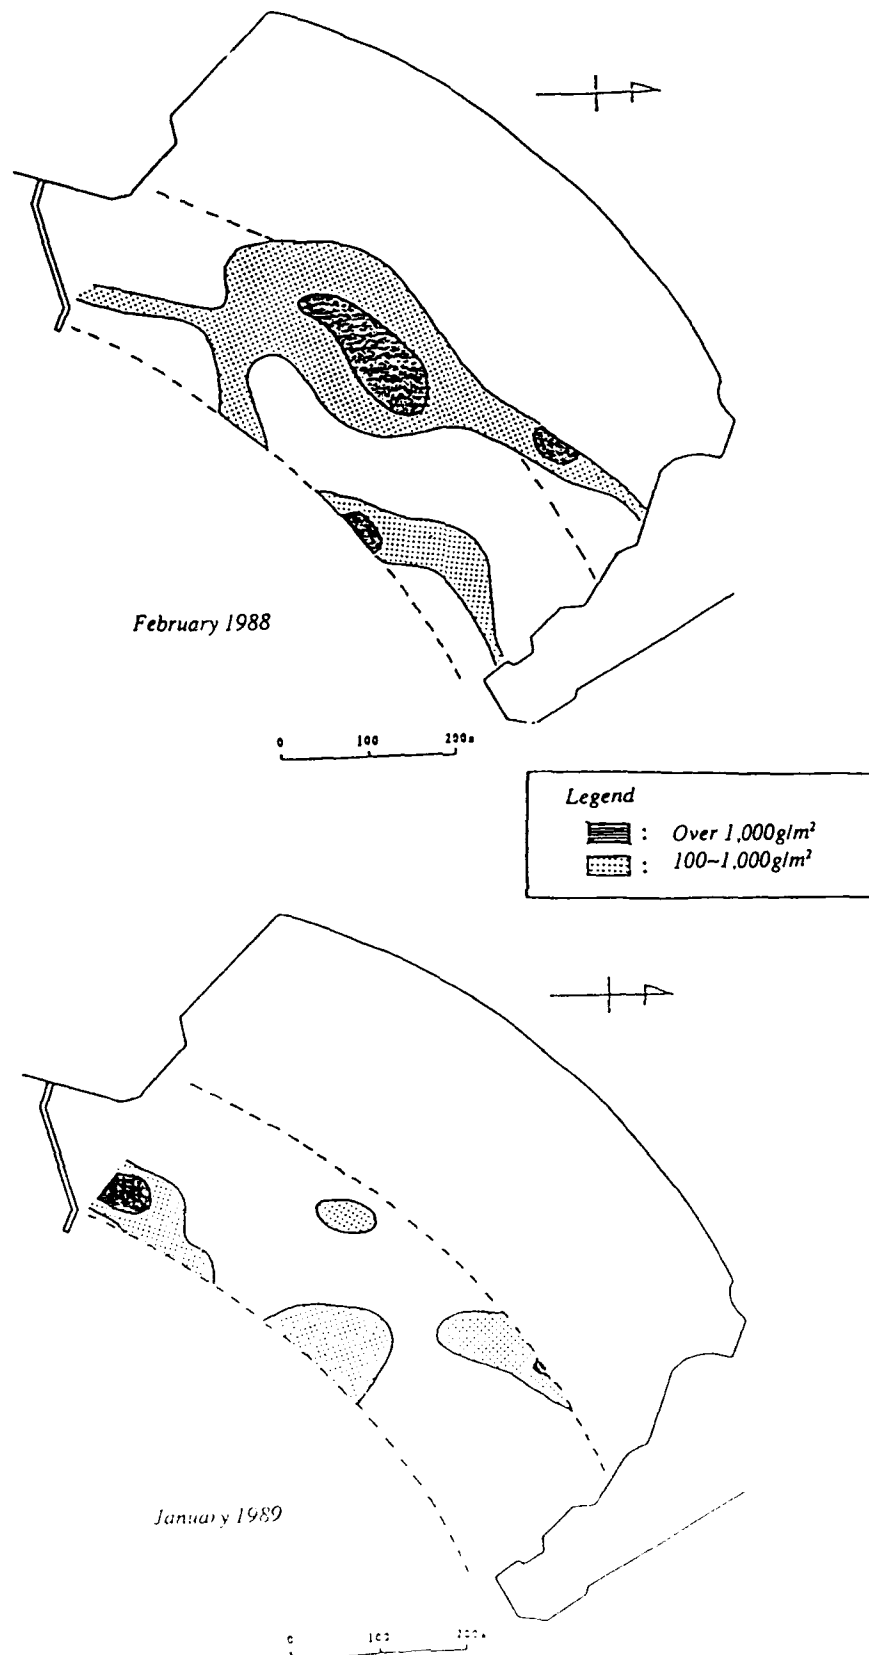 February 1988
0 100 200m
Legend
: Over 1,000g/m²
: 100~1,000g/m²
January 1989
0 100 200m